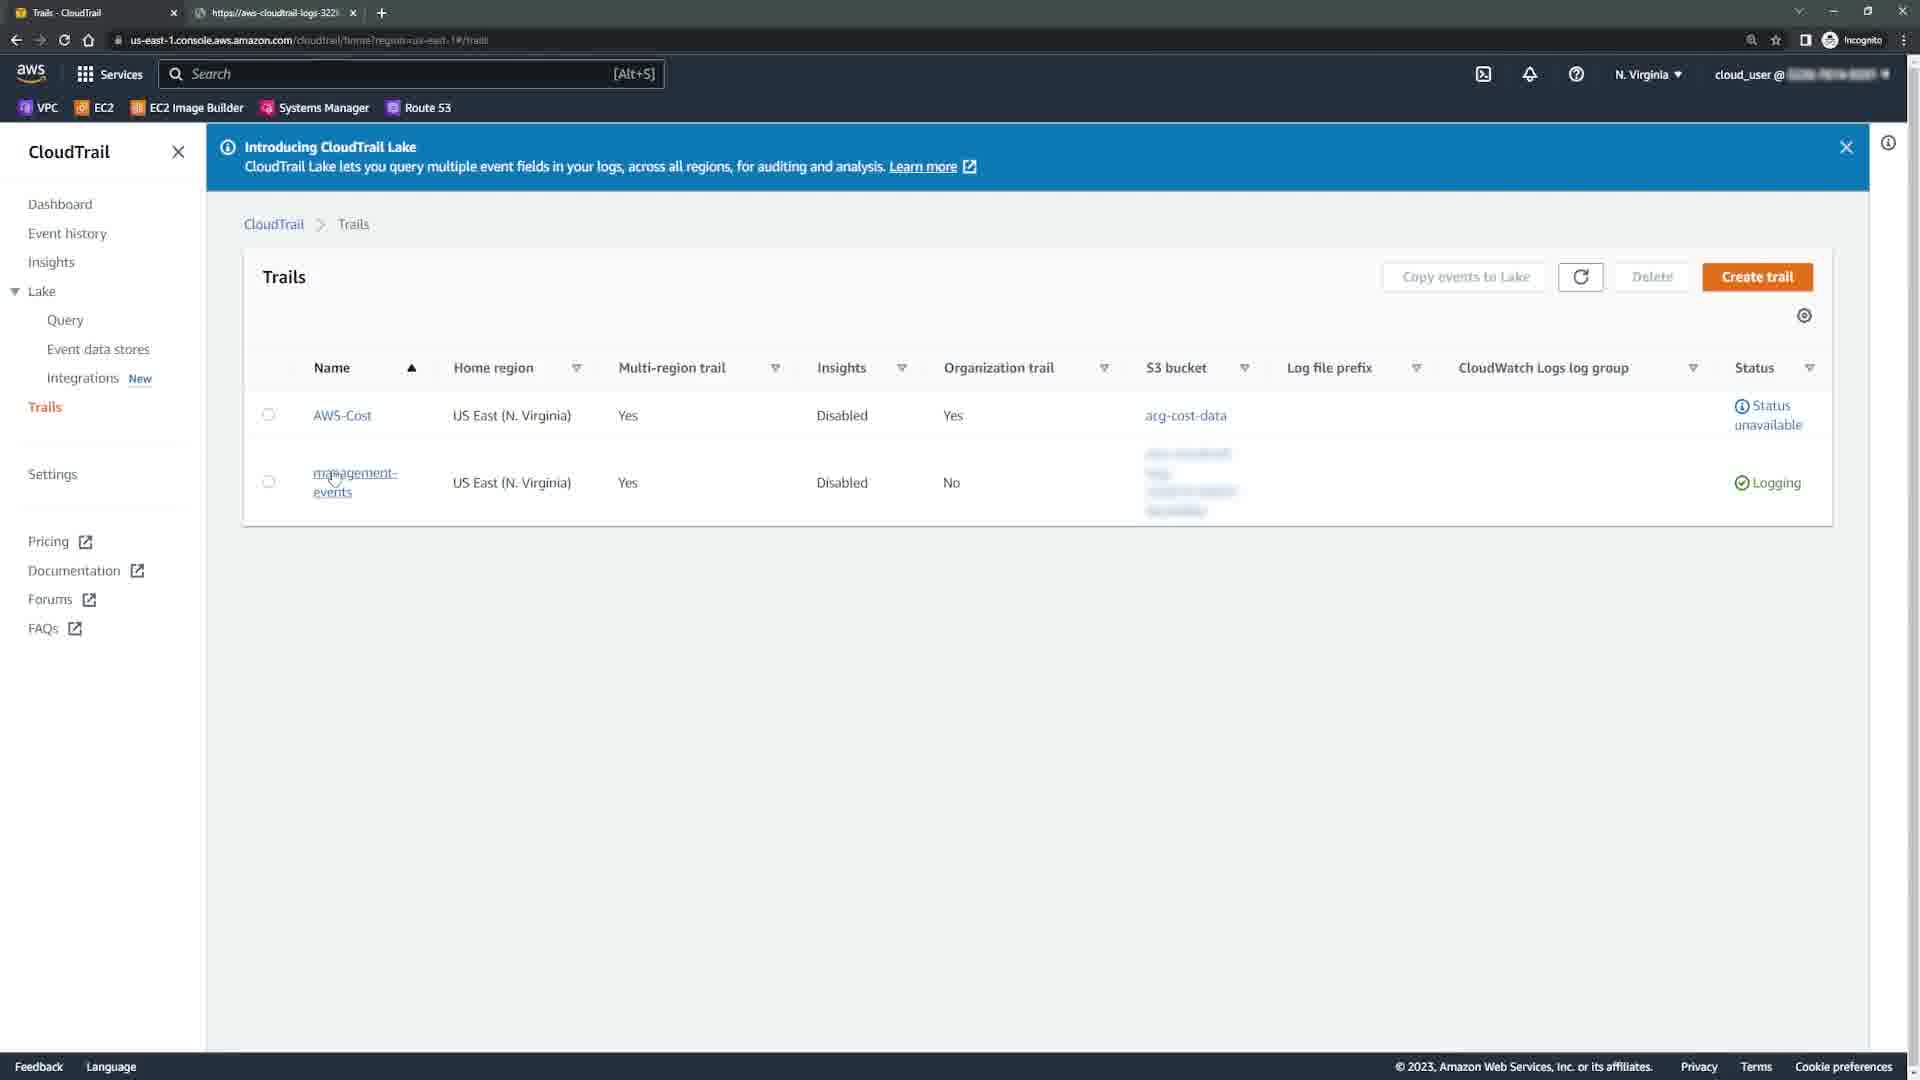 Trails - CloudTrail
https://aws-cloudtrail-logs-322
us-east-1.console.aws.amazon.com/cloudtrail/home?region=us-east-1#/trails
Incognito
aws
Services
Search
[Alt+S]
N. Virginia
cloud_user @
VPC
EC2
EC2 Image Builder
Systems Manager
Route 53
CloudTrail
Dashboard
Event history
Insights
Lake
Query
Event data stores
Integrations New
Trails
Settings
Pricing
Documentation
Forums
FAQs
Introducing CloudTrail Lake
CloudTrail Lake lets you query multiple event fields in your logs, across all regions, for auditing and analysis. Learn more
CloudTrail > Trails
Trails
Copy events to Lake
Delete
Create trail
Name Home region Multi-region trail Insights Organization trail S3 bucket Log file prefix CloudWatch Logs log group Status
AWS-Cost US East (N. Virginia) Yes Disabled Yes acg-cost-data Status
unavailable
management-
events US East (N. Virginia) Yes Disabled No Logging
Feedback Language
© 2023, Amazon Web Services, Inc. or its affiliates. Privacy Terms Cookie preferences